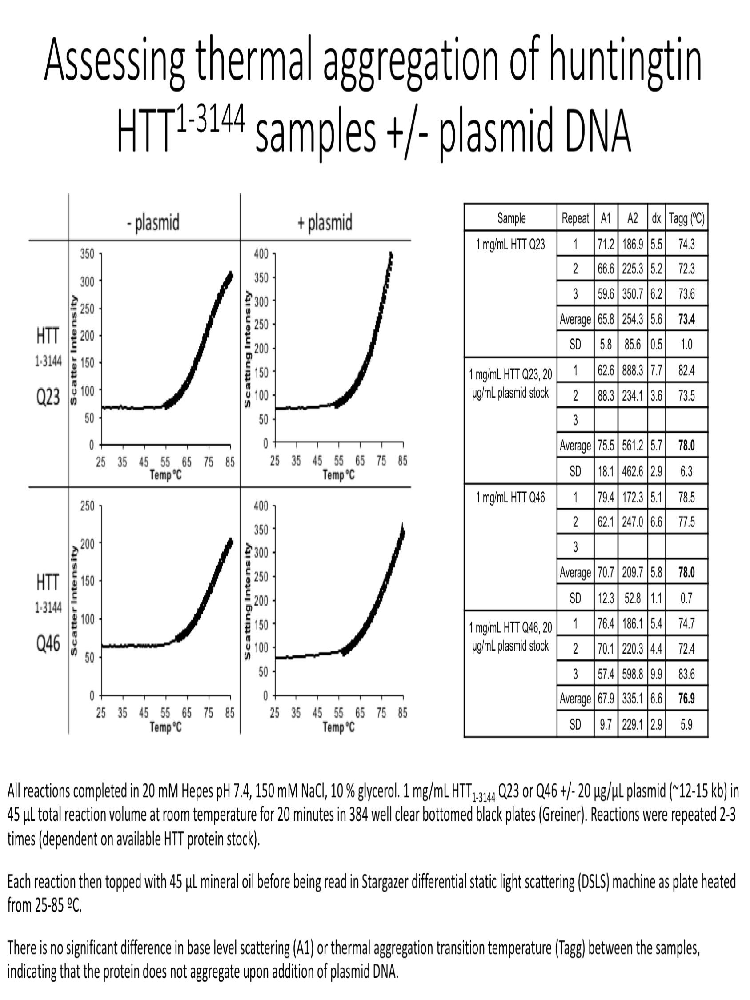 Assessing thermal aggregation of huntingtin
HTT1-3144 samples +/- plasmid DNA
- plasmid
+ plasmid
HTT
1-3144
Q23
Scatter Intensity
350
300
250
200
150
100
50
0
25 35 45 55 65 75 85
Temp ºC
Scatting Intensity
400
350
300
250
200
150
100
50
0
25 35 45 55 65 75 85
Temp ºC
HTT
1-3144
Q46
Scatter Intensity
250
200
150
100
50
0
25 35 45 55 65 75 85
Temp ºC
Scatting Intensity
400
350
300
250
200
150
100
50
0
25 35 45 55 65 75 85
Temp ºC
Sample Repeat A1 A2 dx Tagg (ºC)
1 mg/mL HTT Q23 1 71.2 186.9 5.5 74.3
2 66.6 225.3 5.2 72.3
3 59.6 350.7 6.2 73.6
Average 65.8 254.3 5.6 73.4
SD 5.8 85.6 0.5 1.0
1 mg/mL HTT Q23, 20
µg/mL plasmid stock
1 62.6 888.3 7.7 82.4
2 88.3 234.1 3.6 73.5
3
Average 75.5 561.2 5.7 78.0
SD 18.1 462.6 2.9 6.3
1 mg/mL HTT Q46 1 79.4 172.3 5.1 78.5
2 62.1 247.0 6.6 77.5
3
Average 70.7 209.7 5.8 78.0
SD 12.3 52.8 1.1 0.7
1 mg/mL HTT Q46, 20
µg/mL plasmid stock
1 76.4 186.1 5.4 74.7
2 70.1 220.3 4.4 72.4
3 57.4 598.8 9.9 83.6
Average 67.9 335.1 6.6 76.9
SD 9.7 229.1 2.9 5.9
All reactions completed in 20 mM Hepes pH 7.4, 150 mM NaCl, 10 % glycerol. 1 mg/mL HTT1-3144 Q23 or Q46 +/- 20 µg/µL plasmid (~12-15 kb) in
45 µL total reaction volume at room temperature for 20 minutes in 384 well clear bottomed black plates (Greiner). Reactions were repeated 2-3
times (dependent on available HTT protein stock).
Each reaction then topped with 45 µL mineral oil before being read in Stargazer differential static light scattering (DSLS) machine as plate heated
from 25-85 ºC.
There is no significant difference in base level scattering (A1) or thermal aggregation transition temperature (Tagg) between the samples,
indicating that the protein does not aggregate upon addition of plasmid DNA.